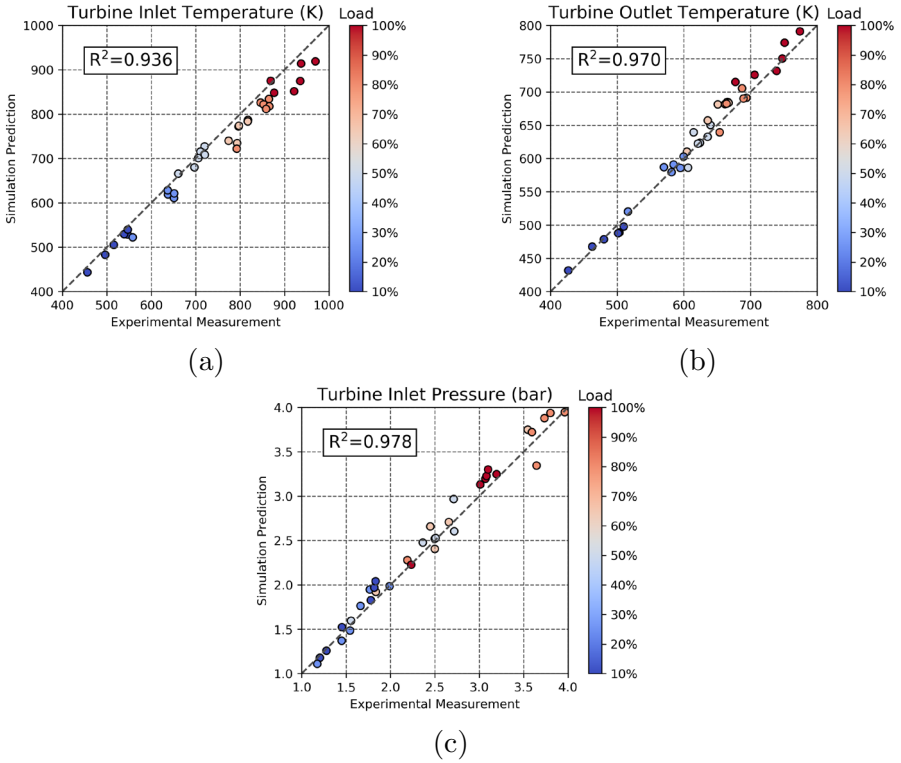 Turbine Inlet Temperature (K)
Load
1000
900
800
700
600
500
400
400 500 600 700 800 900 1000
Simulation Prediction
Experimental Measurement
R²=0.936
100%
90%
80%
70%
60%
50%
40%
30%
20%
10%
(a)
Turbine Outlet Temperature (K)
Load
800
750
700
650
600
550
500
450
400
400 500 600 700 800
Simulation Prediction
Experimental Measurement
R²=0.970
100%
90%
80%
70%
60%
50%
40%
30%
20%
10%
(b)
Turbine Inlet Pressure (bar)
Load
4.0
3.5
3.0
2.5
2.0
1.5
1.0
1.0 1.5 2.0 2.5 3.0 3.5 4.0
Simulation Prediction
Experimental Measurement
R²=0.978
100%
90%
80%
70%
60%
50%
40%
30%
20%
10%
(c)